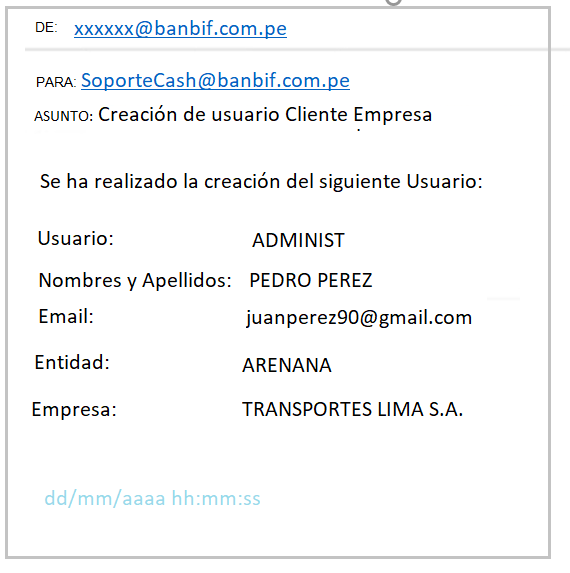 DE: xxxxxx@banbif.com.pe
PARA: SoporteCash@banbif.com.pe
ASUNTO: Creación de usuario Cliente Empresa
Se ha realizado la creación del siguiente Usuario:
Usuario: ADMINIST
Nombres y Apellidos: PEDRO PEREZ
Email: juanperez90@gmail.com
Entidad: ARENANA
Empresa: TRANSPORTES LIMA S.A.
dd/mm/aaaa hh:mm:ss